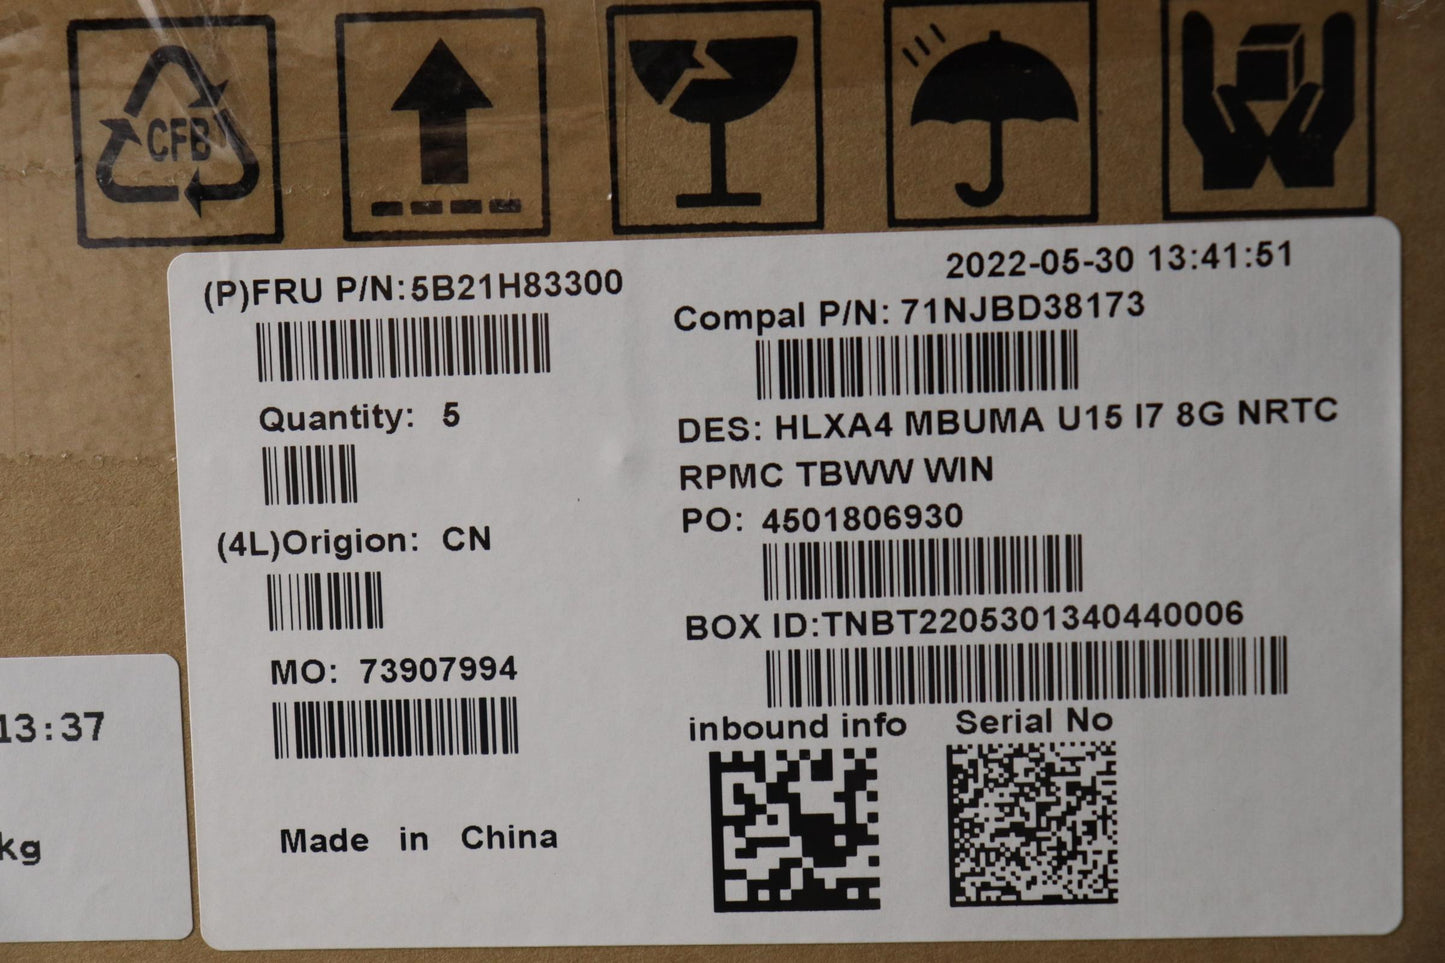 CFB
(P)FRU P/N:5B21H83300
2022-05-30 13:41:51
Compal P/N: 71NJBD38173
Quantity: 5
DES: HLXA4 MBUMA U15 I7 8G NRTC
RPMC TBWW WIN
PO: 4501806930
(4L)Origion: CN
BOX ID:TNBT2205301340440006
MO: 73907994
inbound info
Serial No
Made in China
13:37
kg